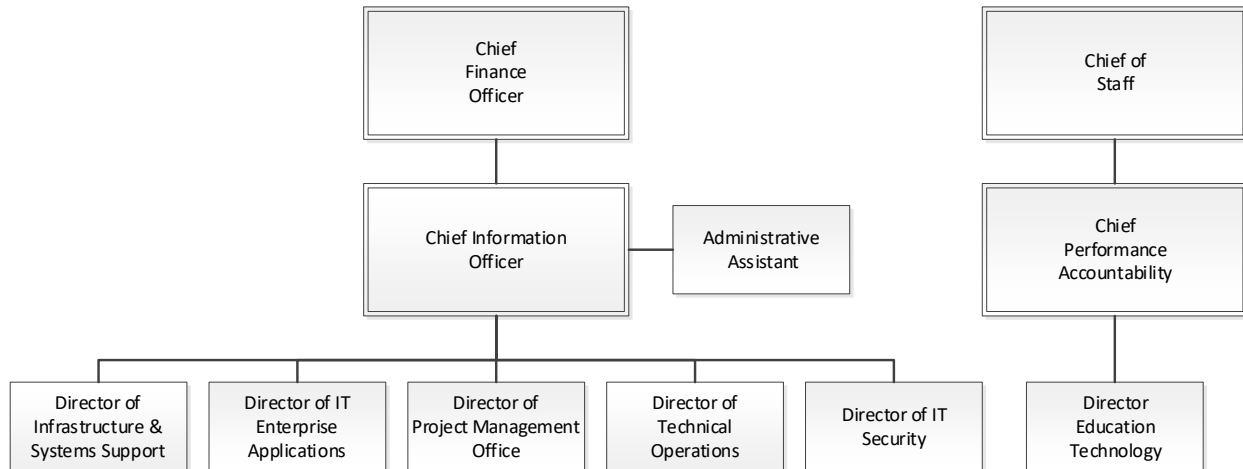 Chief
Finance
Officer
Chief of
Staff
Chief Information
Officer
Administrative
Assistant
Chief
Performance
Accountability
Director of
Infrastructure &
Systems Support
Director of IT
Enterprise
Applications
Director of
Project Management
Office
Director of
Technical
Operations
Director of IT
Security
Director
Education
Technology